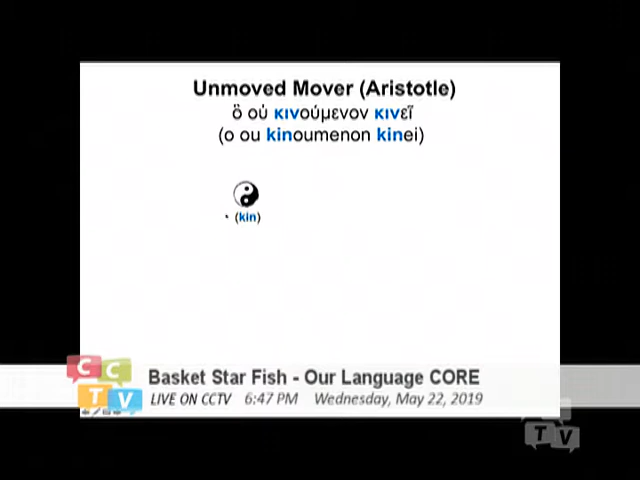 Unmoved Mover (Aristotle)
ὃ οὐ κινούμενον κινεῖ
(o ou kinoumenon kinei)
(kin)
CC
TV
Basket Star Fish - Our Language CORE
LIVE ON CCTV 6:47 PM Wednesday, May 22, 2019
TV